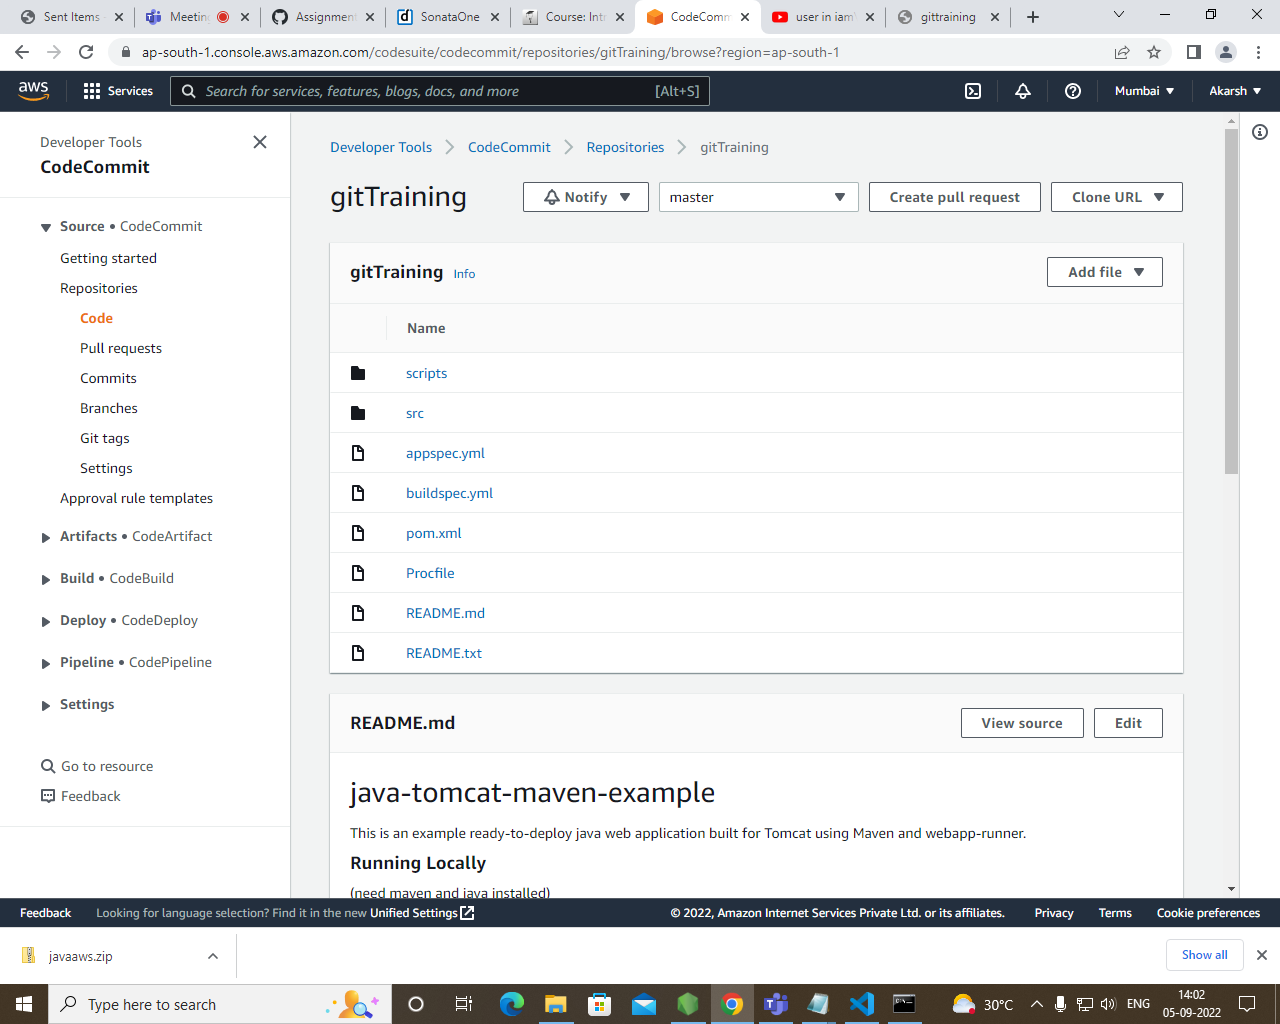 Sent Items
Meeting
Assignment
SonataOne
Course: Int
CodeComm
user in iam
gittraining
ap-south-1.console.aws.amazon.com/codesuite/codecommit/repositories/gitTraining/browse?region=ap-south-1
aws
Services
Search for services, features, blogs, docs, and more
[Alt+S]
Mumbai
Akarsh
Developer Tools
CodeCommit
Source • CodeCommit
Getting started
Repositories
Code
Pull requests
Commits
Branches
Git tags
Settings
Approval rule templates
Artifacts • CodeArtifact
Build • CodeBuild
Deploy • CodeDeploy
Pipeline • CodePipeline
Settings
Go to resource
Feedback
Developer Tools
CodeCommit
Repositories
gitTraining
gitTraining
Notify
master
Create pull request
Clone URL
gitTraining Info
Add file
Name
scripts
src
appspec.yml
buildspec.yml
pom.xml
Procfile
README.md
README.txt
README.md
View source
Edit
java-tomcat-maven-example
This is an example ready-to-deploy java web application built for Tomcat using Maven and webapp-runner.
Running Locally
(need maven and java installed)
Feedback
Looking for language selection? Find it in the new Unified Settings
© 2022, Amazon Internet Services Private Ltd. or its affiliates.
Privacy
Terms
Cookie preferences
javaaws.zip
Show all
Type here to search
30°C
ENG
14:02
05-09-2022